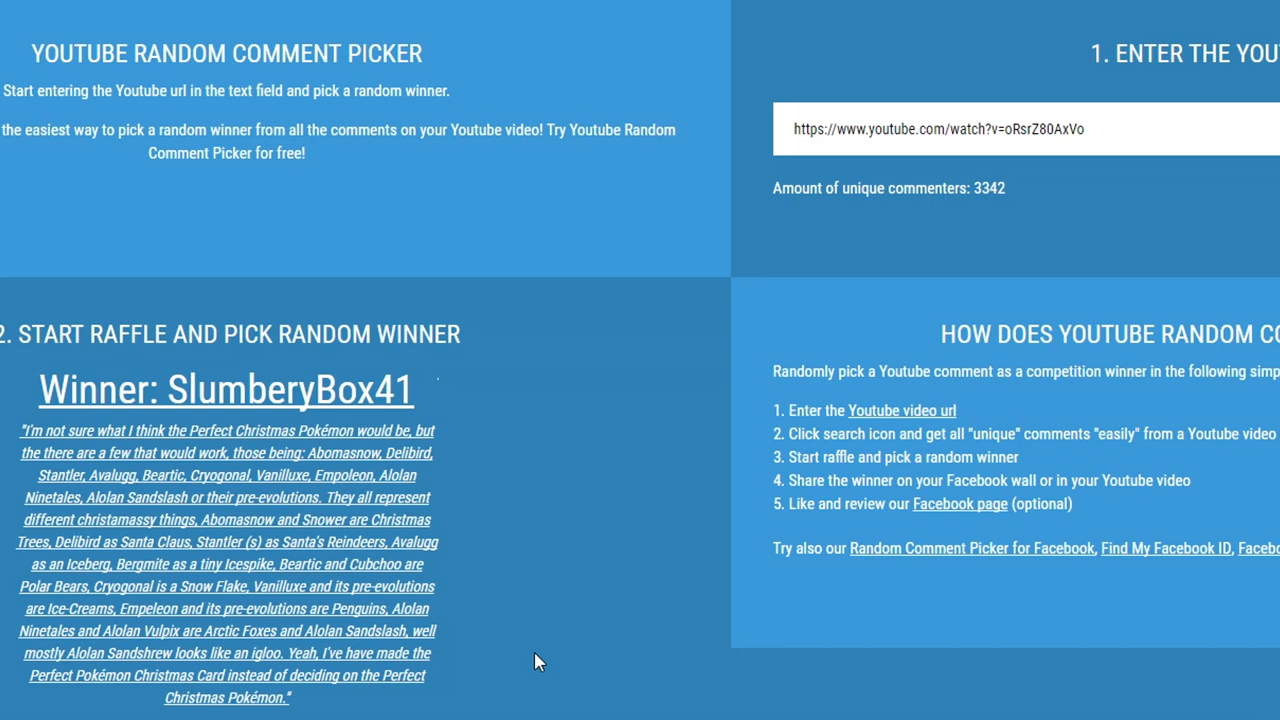 YOUTUBE RANDOM COMMENT PICKER
Start entering the Youtube url in the text field and pick a random winner.
the easiest way to pick a random winner from all the comments on your Youtube video! Try Youtube Random
Comment Picker for free!
1. ENTER THE YOU
https://www.youtube.com/watch?v=oRsrZ80AxVo
Amount of unique commenters: 3342
2. START RAFFLE AND PICK RANDOM WINNER
Winner: SlumberyBox41
"I'm not sure what I think the Perfect Christmas Pokémon would be, but
the there are a few that would work, those being: Abomasnow, Delibird,
Stantler, Avalugg, Beartic, Cryogonal, Vanilluxe, Empoleon, Alolan
Ninetales, Alolan Sandslash or their pre-evolutions. They all represent
different christamassy things, Abomasnow and Snower are Christmas
Trees, Delibird as Santa Claus, Stantler (s) as Santa's Reindeers, Avalugg
as an Iceberg, Bergmite as a tiny Icespike, Beartic and Cubchoo are
Polar Bears, Cryogonal is a Snow Flake, Vanilluxe and its pre-evolutions
are Ice-Creams, Empeleon and its pre-evolutions are Penguins, Alolan
Ninetales and Alolan Vulpix are Arctic Foxes and Alolan Sandslash, well
mostly Alolan Sandshrew looks like an igloo. Yeah, I've have made the
Perfect Pokémon Christmas Card instead of deciding on the Perfect
Christmas Pokémon."
HOW DOES YOUTUBE RANDOM CO
Randomly pick a Youtube comment as a competition winner in the following simp
1. Enter the Youtube video url
2. Click search icon and get all "unique" comments "easily" from a Youtube video
3. Start raffle and pick a random winner
4. Share the winner on your Facebook wall or in your Youtube video
5. Like and review our Facebook page (optional)
Try also our Random Comment Picker for Facebook, Find My Facebook ID, Facebo